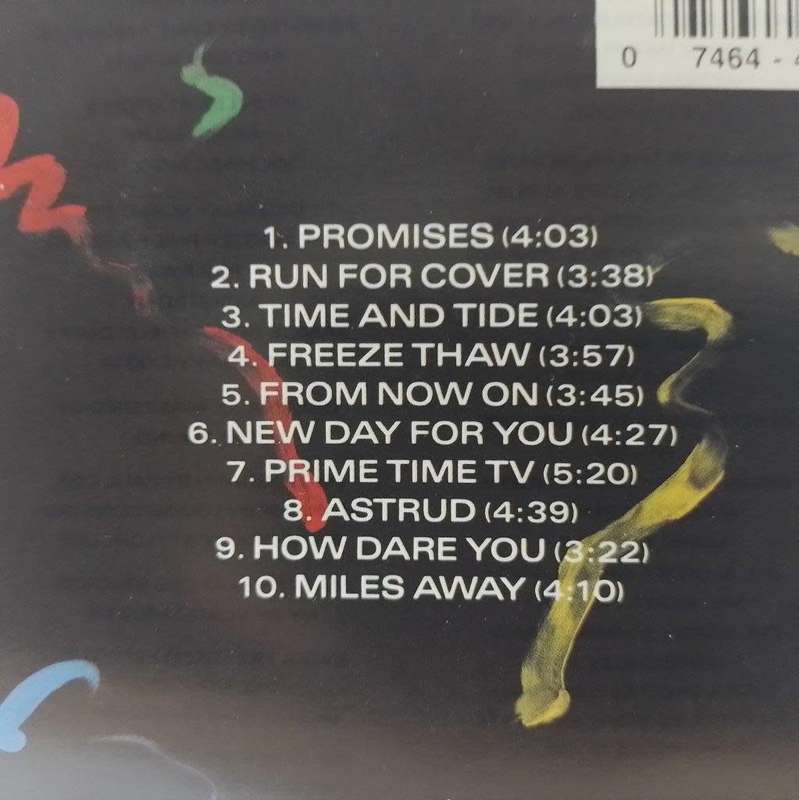 0 7464 -
1. PROMISES (4:03)
2. RUN FOR COVER (3:38)
3. TIME AND TIDE (4:03)
4. FREEZE THAW (3:57)
5. FROM NOW ON (3:45)
6. NEW DAY FOR YOU (4:27)
7. PRIME TIME TV (5:20)
8. ASTRUD (4:39)
9. HOW DARE YOU (3:22)
10. MILES AWAY (4:10)